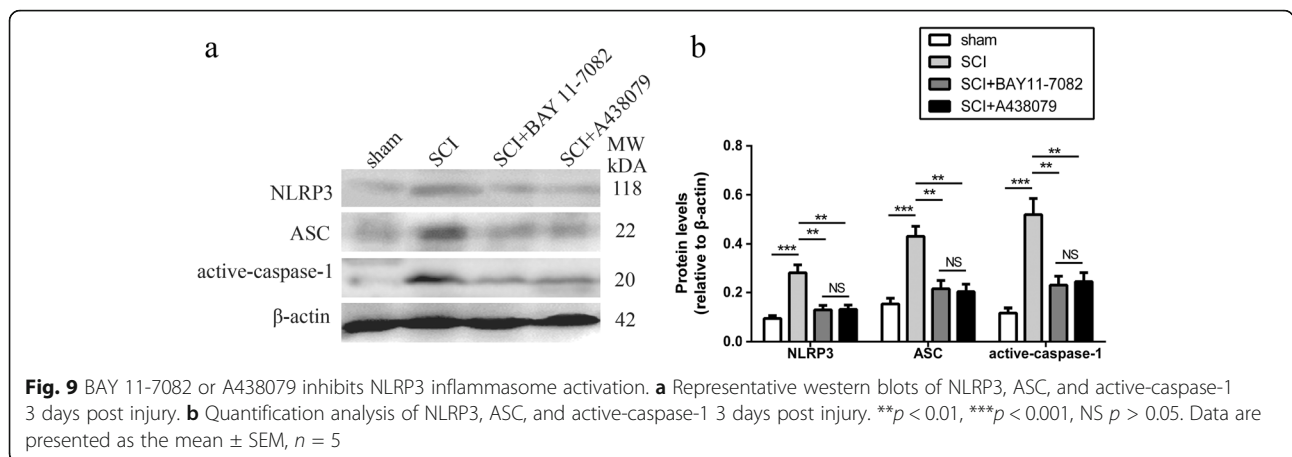 a
sham
SCI
SCI+BAY 11-7082
SCI+A438079
MW
kDA
NLRP3
118
ASC
22
active-caspase-1
20
β-actin
42
b
sham
SCI
SCI+BAY11-7082
SCI+A438079
Protein levels
(relative to β-actin)
0.8
0.6
0.4
0.2
0.0
**
**
***
NS
**
**
***
NS
**
**
***
NS
NLRP3
ASC
active-caspase-1
Fig. 9 BAY 11-7082 or A438079 inhibits NLRP3 inflammasome activation. a Representative western blots of NLRP3, ASC, and active-caspase-1
3 days post injury. b Quantification analysis of NLRP3, ASC, and active-caspase-1 3 days post injury. **p < 0.01, ***p < 0.001, NS p > 0.05. Data are
presented as the mean ± SEM, n = 5